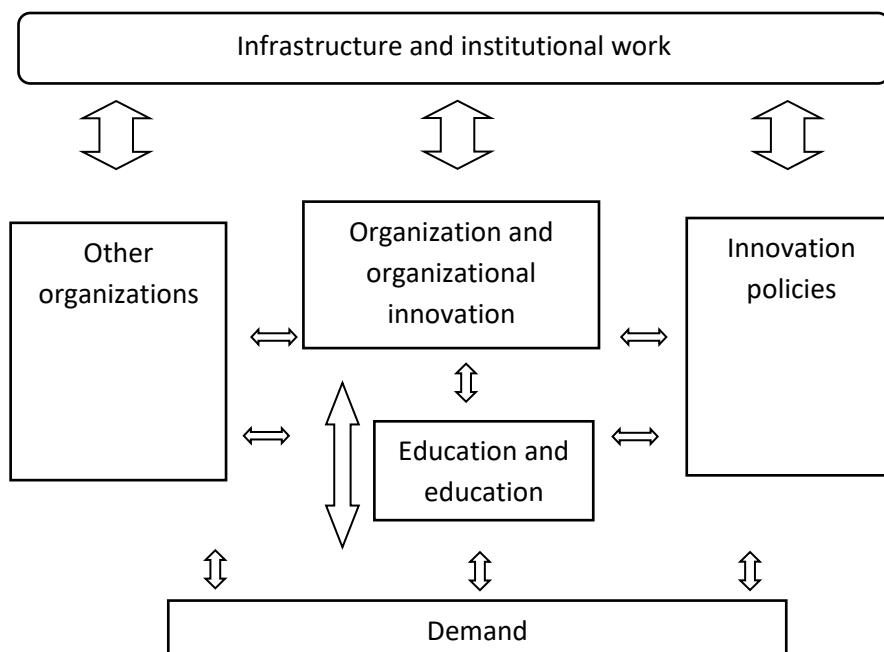 Infrastructure and institutional work
Other
organizations
Organization and
organizational
innovation
Innovation
policies
Education and
education
Demand